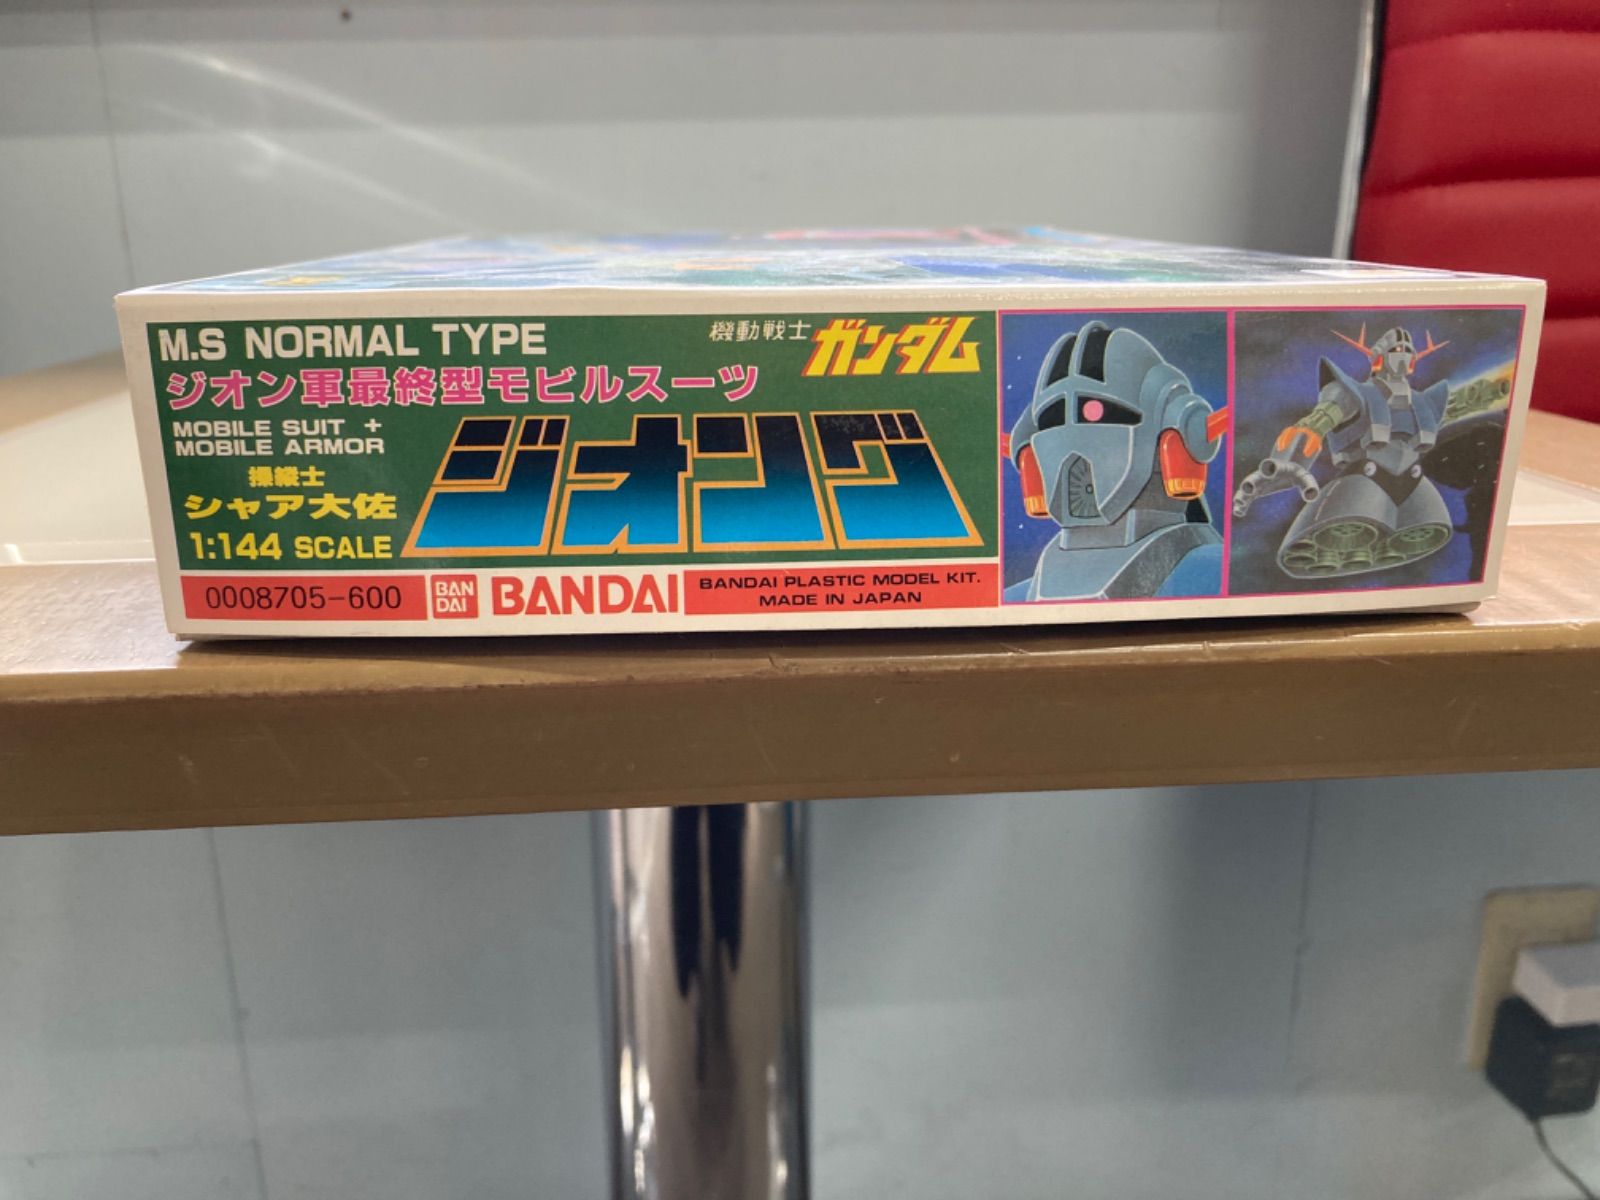 M.S NORMAL TYPE
機動戦士 ガンダム
ジオン軍最終型モビルスーツ
MOBILE SUIT +
MOBILE ARMOR
操縦士
シャア大佐
1:144 SCALE
ジオング
0008705-600
BAN
DAI
BANDAI
BANDAI PLASTIC MODEL KIT.
MADE IN JAPAN